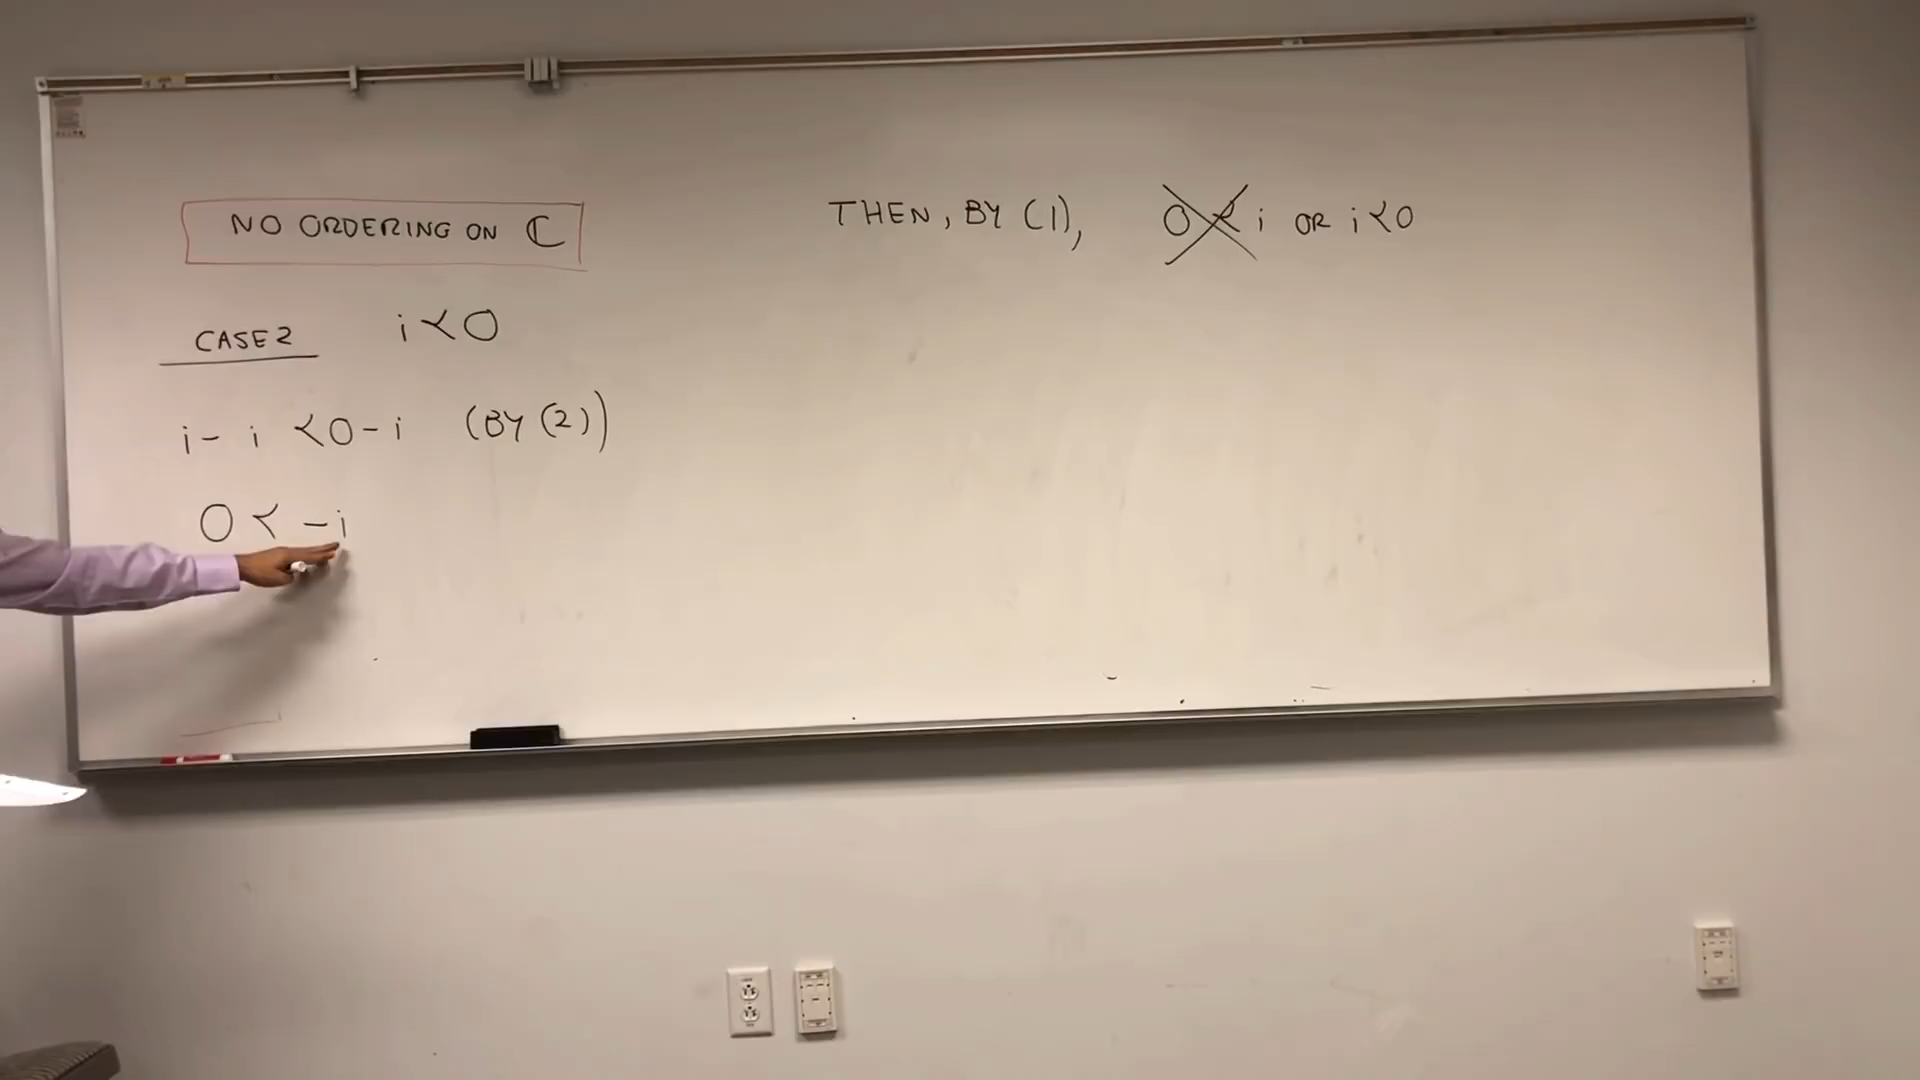 NO ORDERING ON ℂ
CASE 2 i ≺ 0
i - i ≺ 0 - i (BY (2))
0 ≺ -i
THEN, BY (1), 0 ≺ i OR i ≺ 0